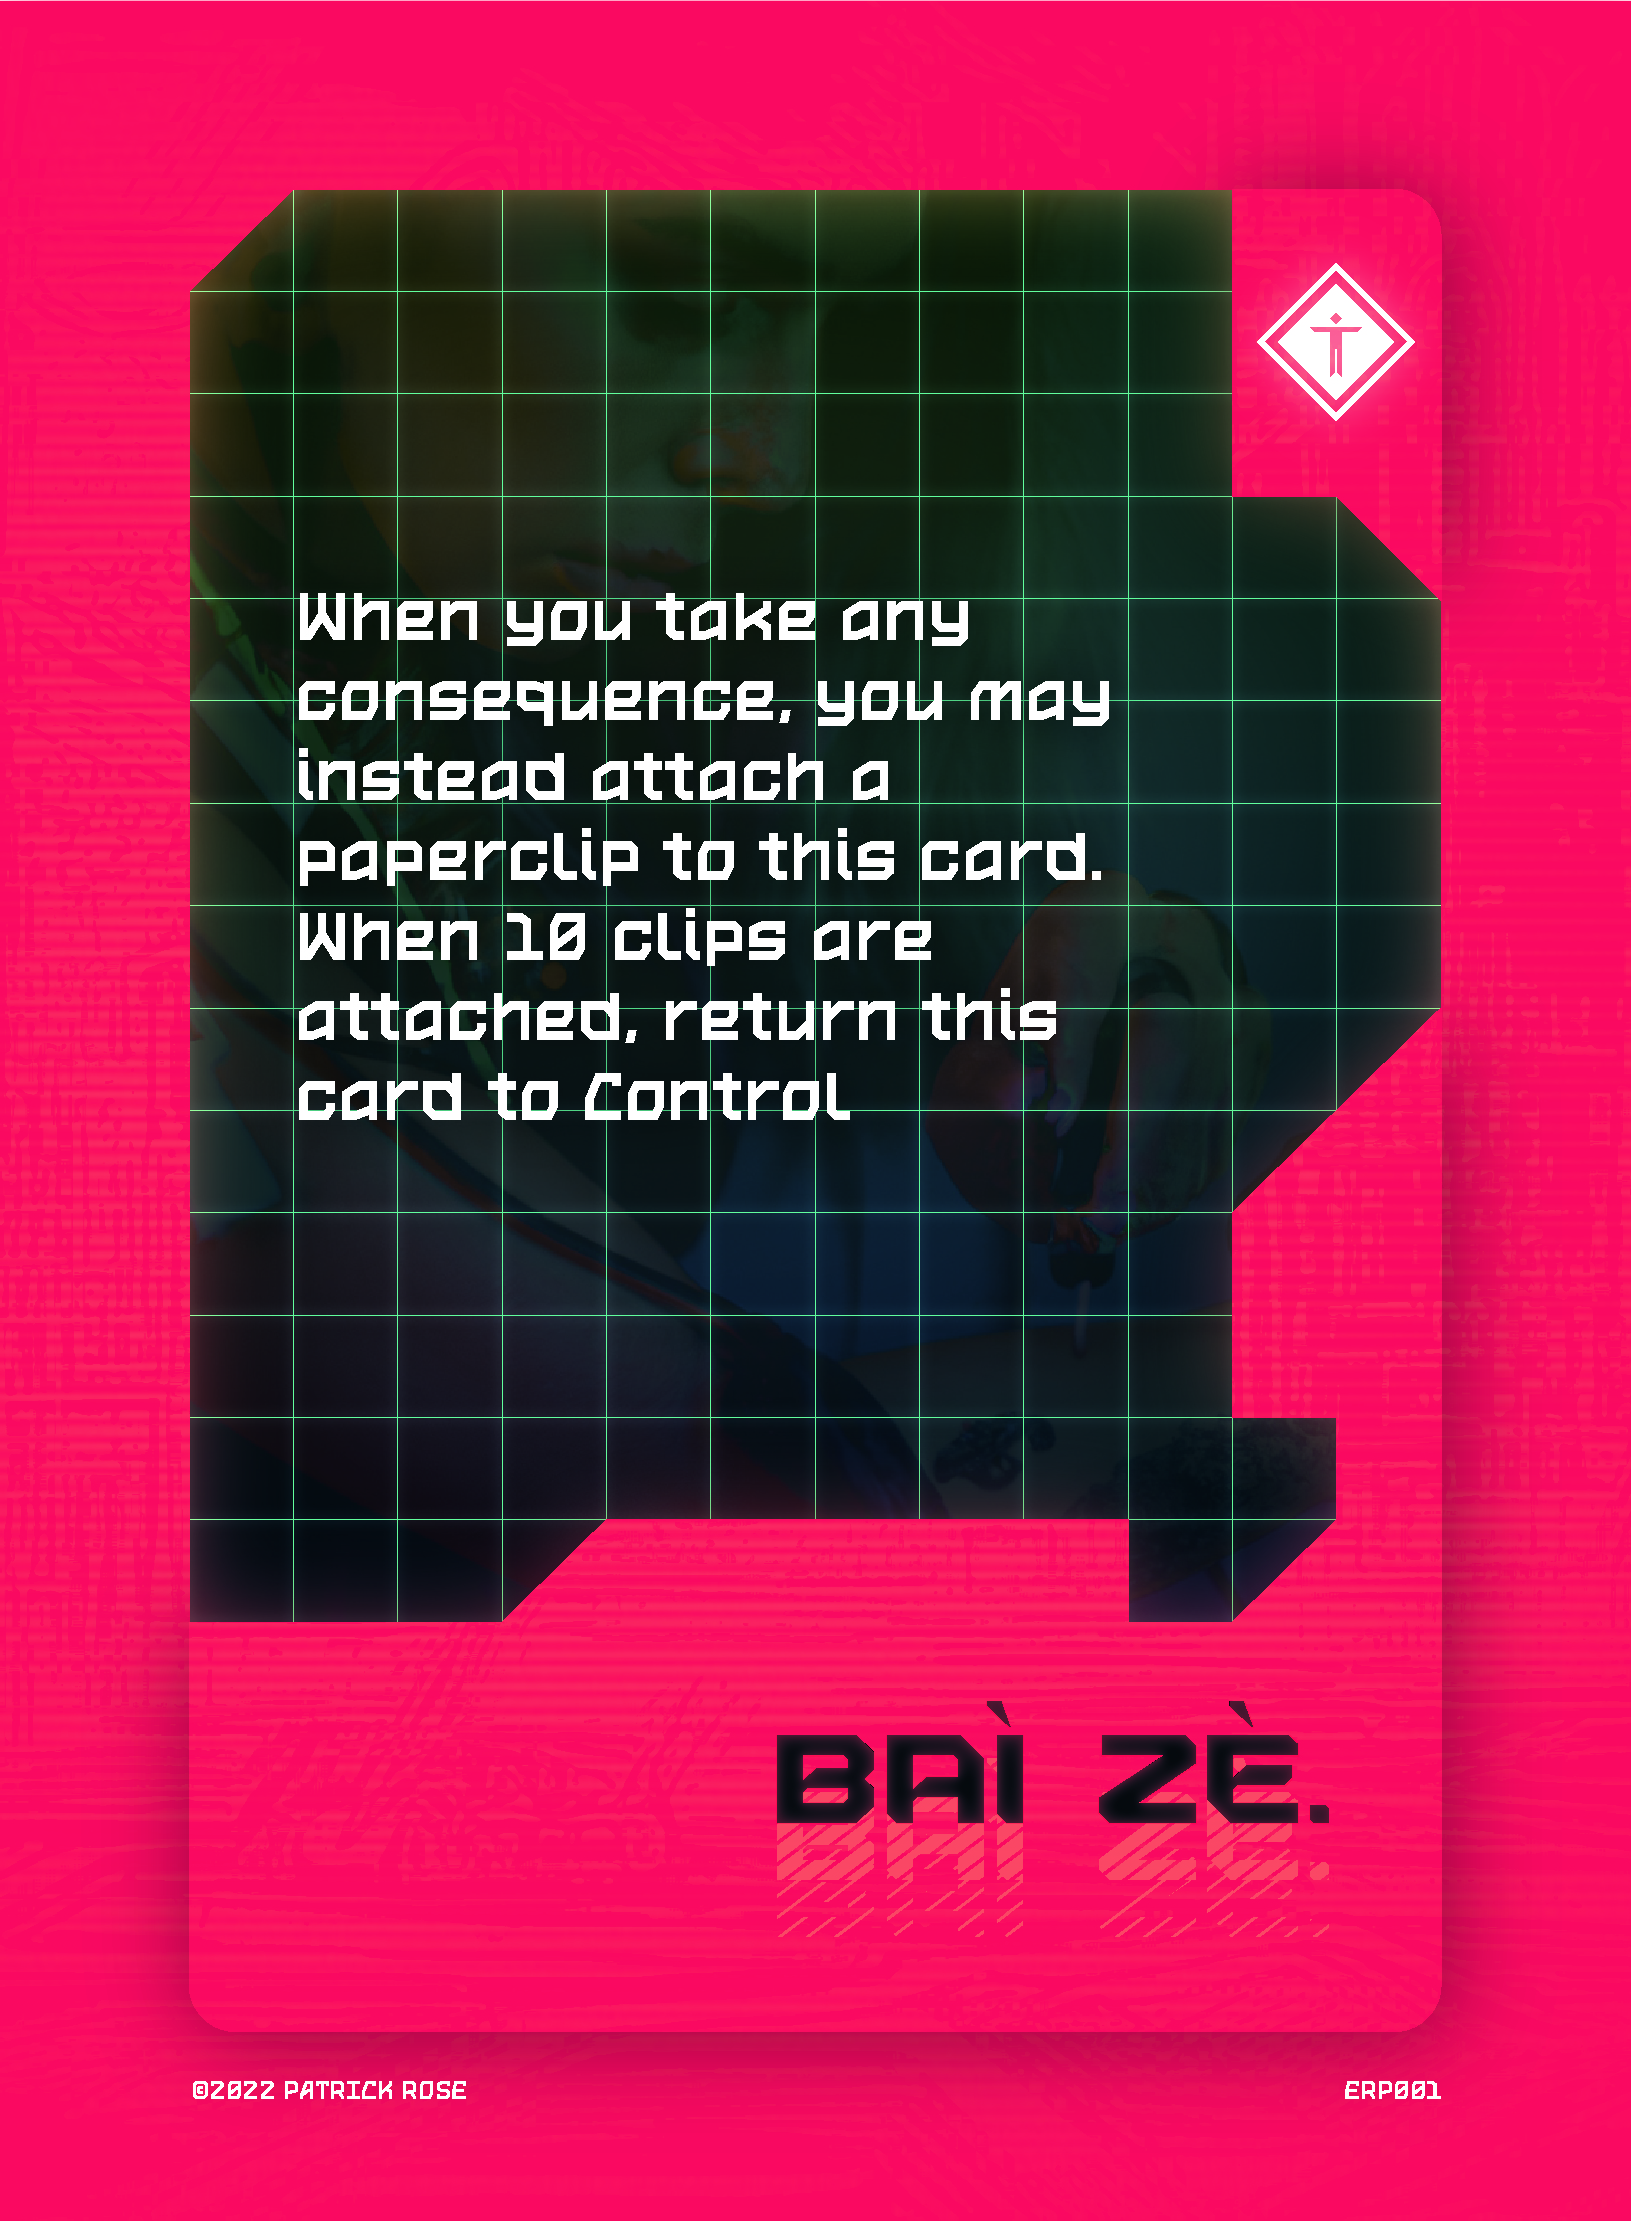 When you take any
consequence, you may
instead attach a
paperclip to this card.
When 10 clips are
attached, return this
card to Control
BAÌ ZÈ.
©2022 PATRICK ROSE
ERP001